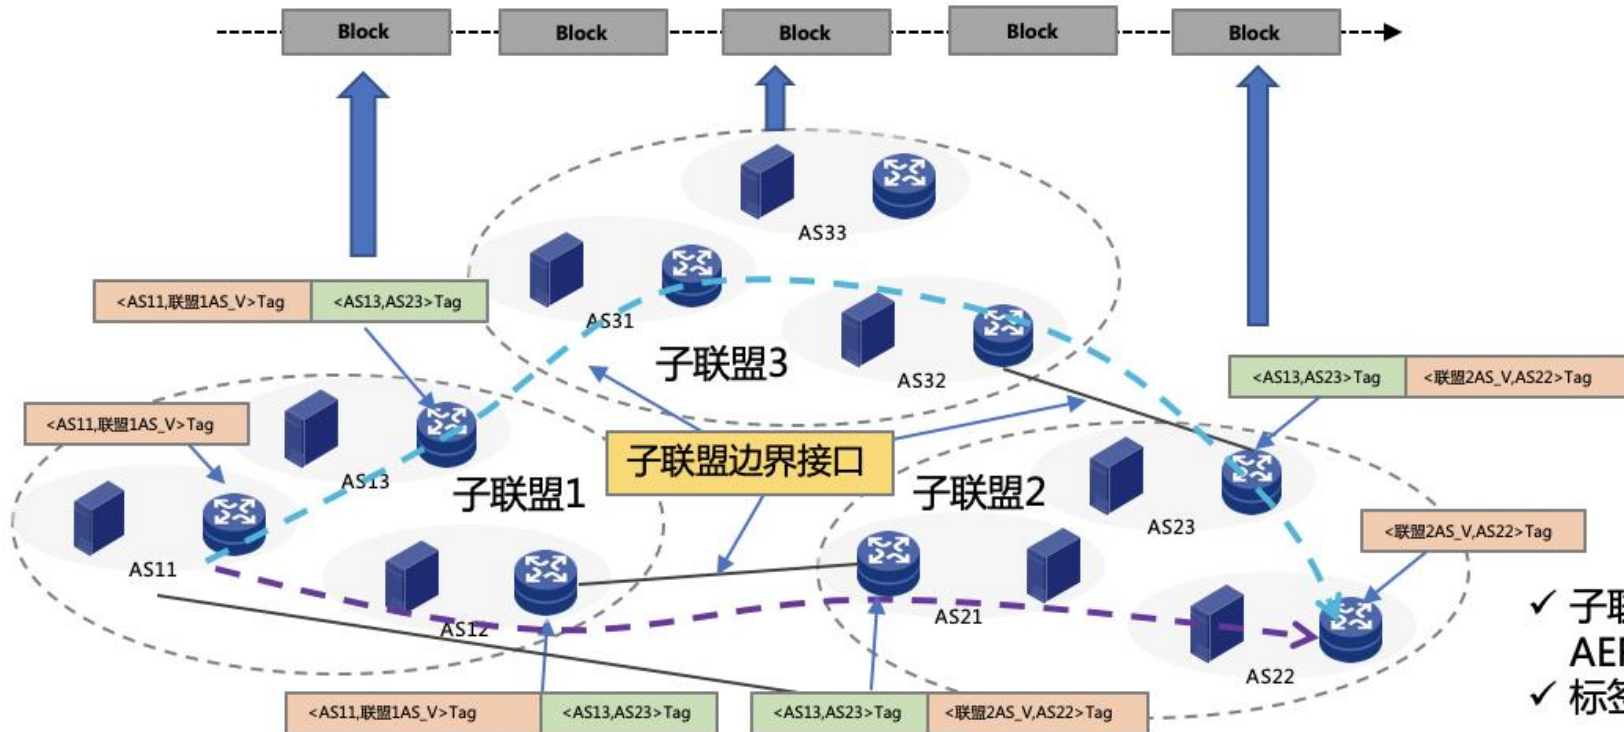 Block
Block
Block
Block
Block
AS33
<AS11,联盟1AS_V>Tag
<AS13,AS23>Tag
AS31
子联盟3
AS32
<AS13,AS23>Tag
<联盟2AS_V,AS22>Tag
<AS11,联盟1AS_V>Tag
子联盟边界接口
AS13
子联盟1
子联盟2
AS23
<联盟2AS_V,AS22>Tag
AS11
AS12
AS21
AS22
子联
标签
<AS11,联盟1AS_V>Tag
<AS13,AS23>Tag
<AS13,AS23>Tag
<联盟2AS_V,AS22>Tag